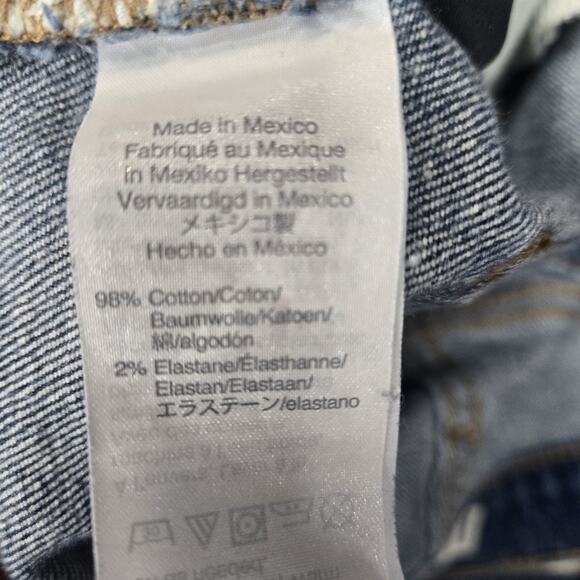 Made in Mexico
Fabriqué au Mexique
In Mexiko Hergestellt
Vervaardigd in Mexico
メキシコ製
Hecho en México
98% Cotton/Coton/
Baumwolle/Katoen/
綿/algodón
2% Elastane/Élasthanne/
Elastan/Elastaan/
エラステーン/elastano